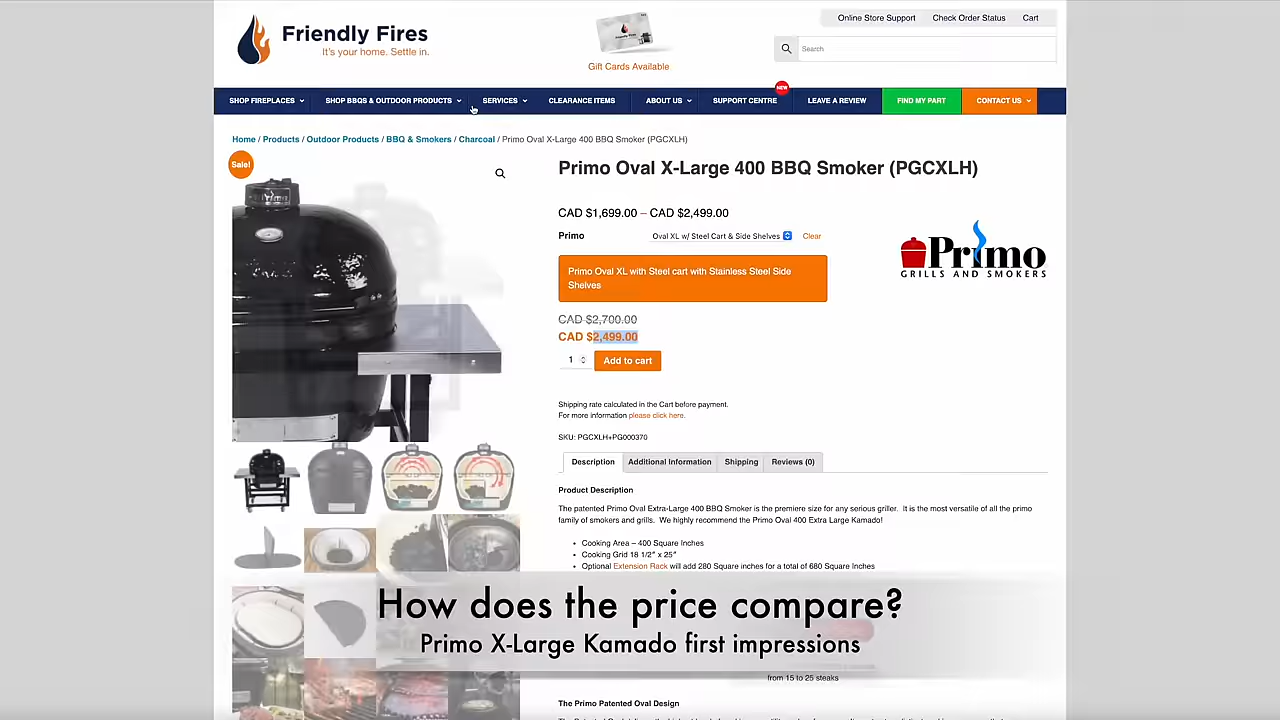 Friendly Fires
It's your home. Settle in.
Gift Cards Available
Online Store Support Check Order Status Cart
Search
NEW
SHOP FIREPLACES SHOP BBQS & OUTDOOR PRODUCTS SERVICES CLEARANCE ITEMS ABOUT US SUPPORT CENTRE LEAVE A REVIEW FIND MY PART CONTACT US
Home / Products / Outdoor Products / BBQ & Smokers / Charcoal / Primo Oval X-Large 400 BBQ Smoker (PGCXLH)
Sale!
Primo Oval X-Large 400 BBQ Smoker (PGCXLH)
CAD $1,699.00 – CAD $2,499.00
Primo Oval XL w/ Steel Cart & Side Shelves Clear
Primo
GRILLS AND SMOKERS
Primo Oval XL with Steel cart with Stainless Steel Side
Shelves
CAD $2,700.00
CAD $2,499.00
1 Add to cart
Shipping rate calculated in the Cart before payment.
For more information please click here.
SKU: PGCXLH+PG000370
Description Additional Information Shipping Reviews (0)
Product Description
The patented Primo Oval Extra-Large 400 BBQ Smoker is the premiere size for any serious griller. It is the most versatile of all the primo
family of smokers and grills. We highly recommend the Primo Oval 400 Extra Large Kamado!
• Cooking Area – 400 Square Inches
• Cooking Grid 18 1/2″ x 25″
• Optional Extension Rack will add 280 Square inches for a total of 680 Square Inches
How does the price compare?
Primo X-Large Kamado first impressions
from 15 to 25 steaks
The Primo Patented Oval Design